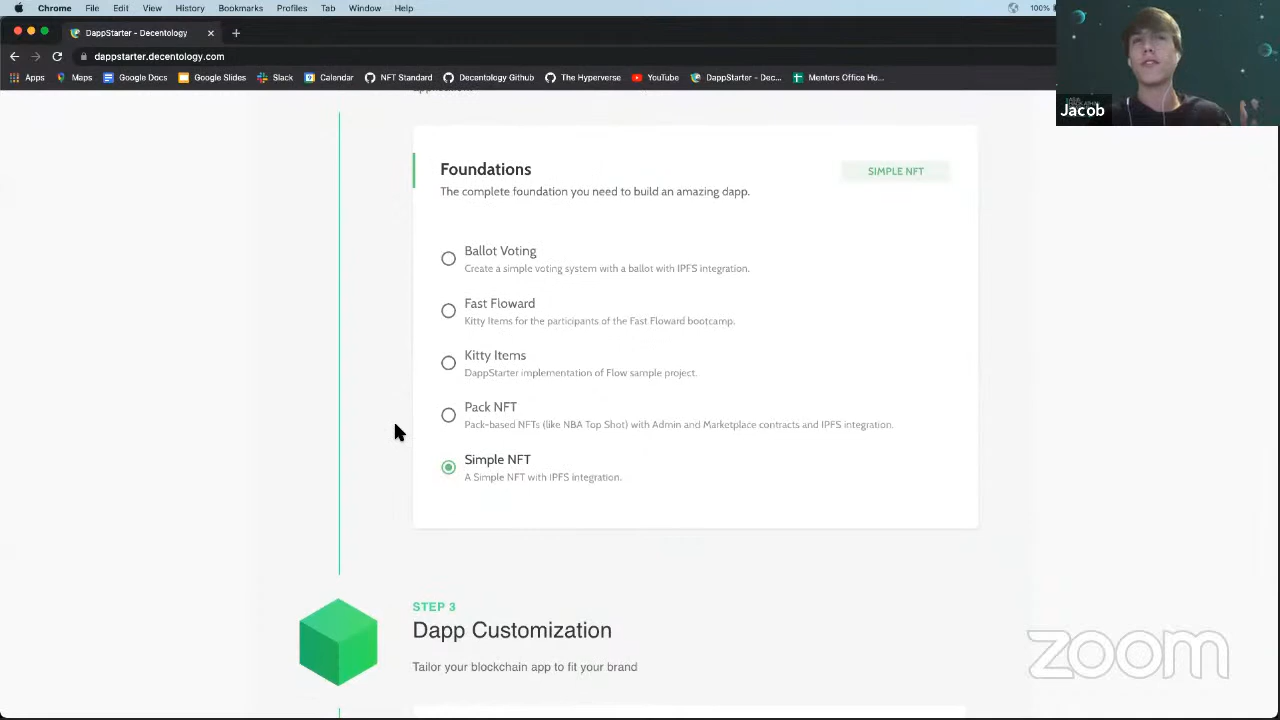 Chrome File Edit View History Bookmarks Profiles Tab Window Help 100%
DappStarter - Decentology
dappstarter.decentology.com
Apps Maps Google Docs Google Slides Slack Calendar NFT Standard Decentology Github The Hyperverse YouTube DappStarter - Dec... Mentors Office Ho...
Jacob
Foundations
SIMPLE NFT
The complete foundation you need to build an amazing dapp.
Ballot Voting
Create a simple voting system with a ballot with IPFS integration.
Fast Floward
Kitty Items for the participants of the Fast Floward bootcamp.
Kitty Items
DappStarter implementation of Flow sample project.
Pack NFT
Pack-based NFTs (like NBA Top Shot) with Admin and Marketplace contracts and IPFS integration.
Simple NFT
A Simple NFT with IPFS integration.
STEP 3
Dapp Customization
Tailor your blockchain app to fit your brand
zoom